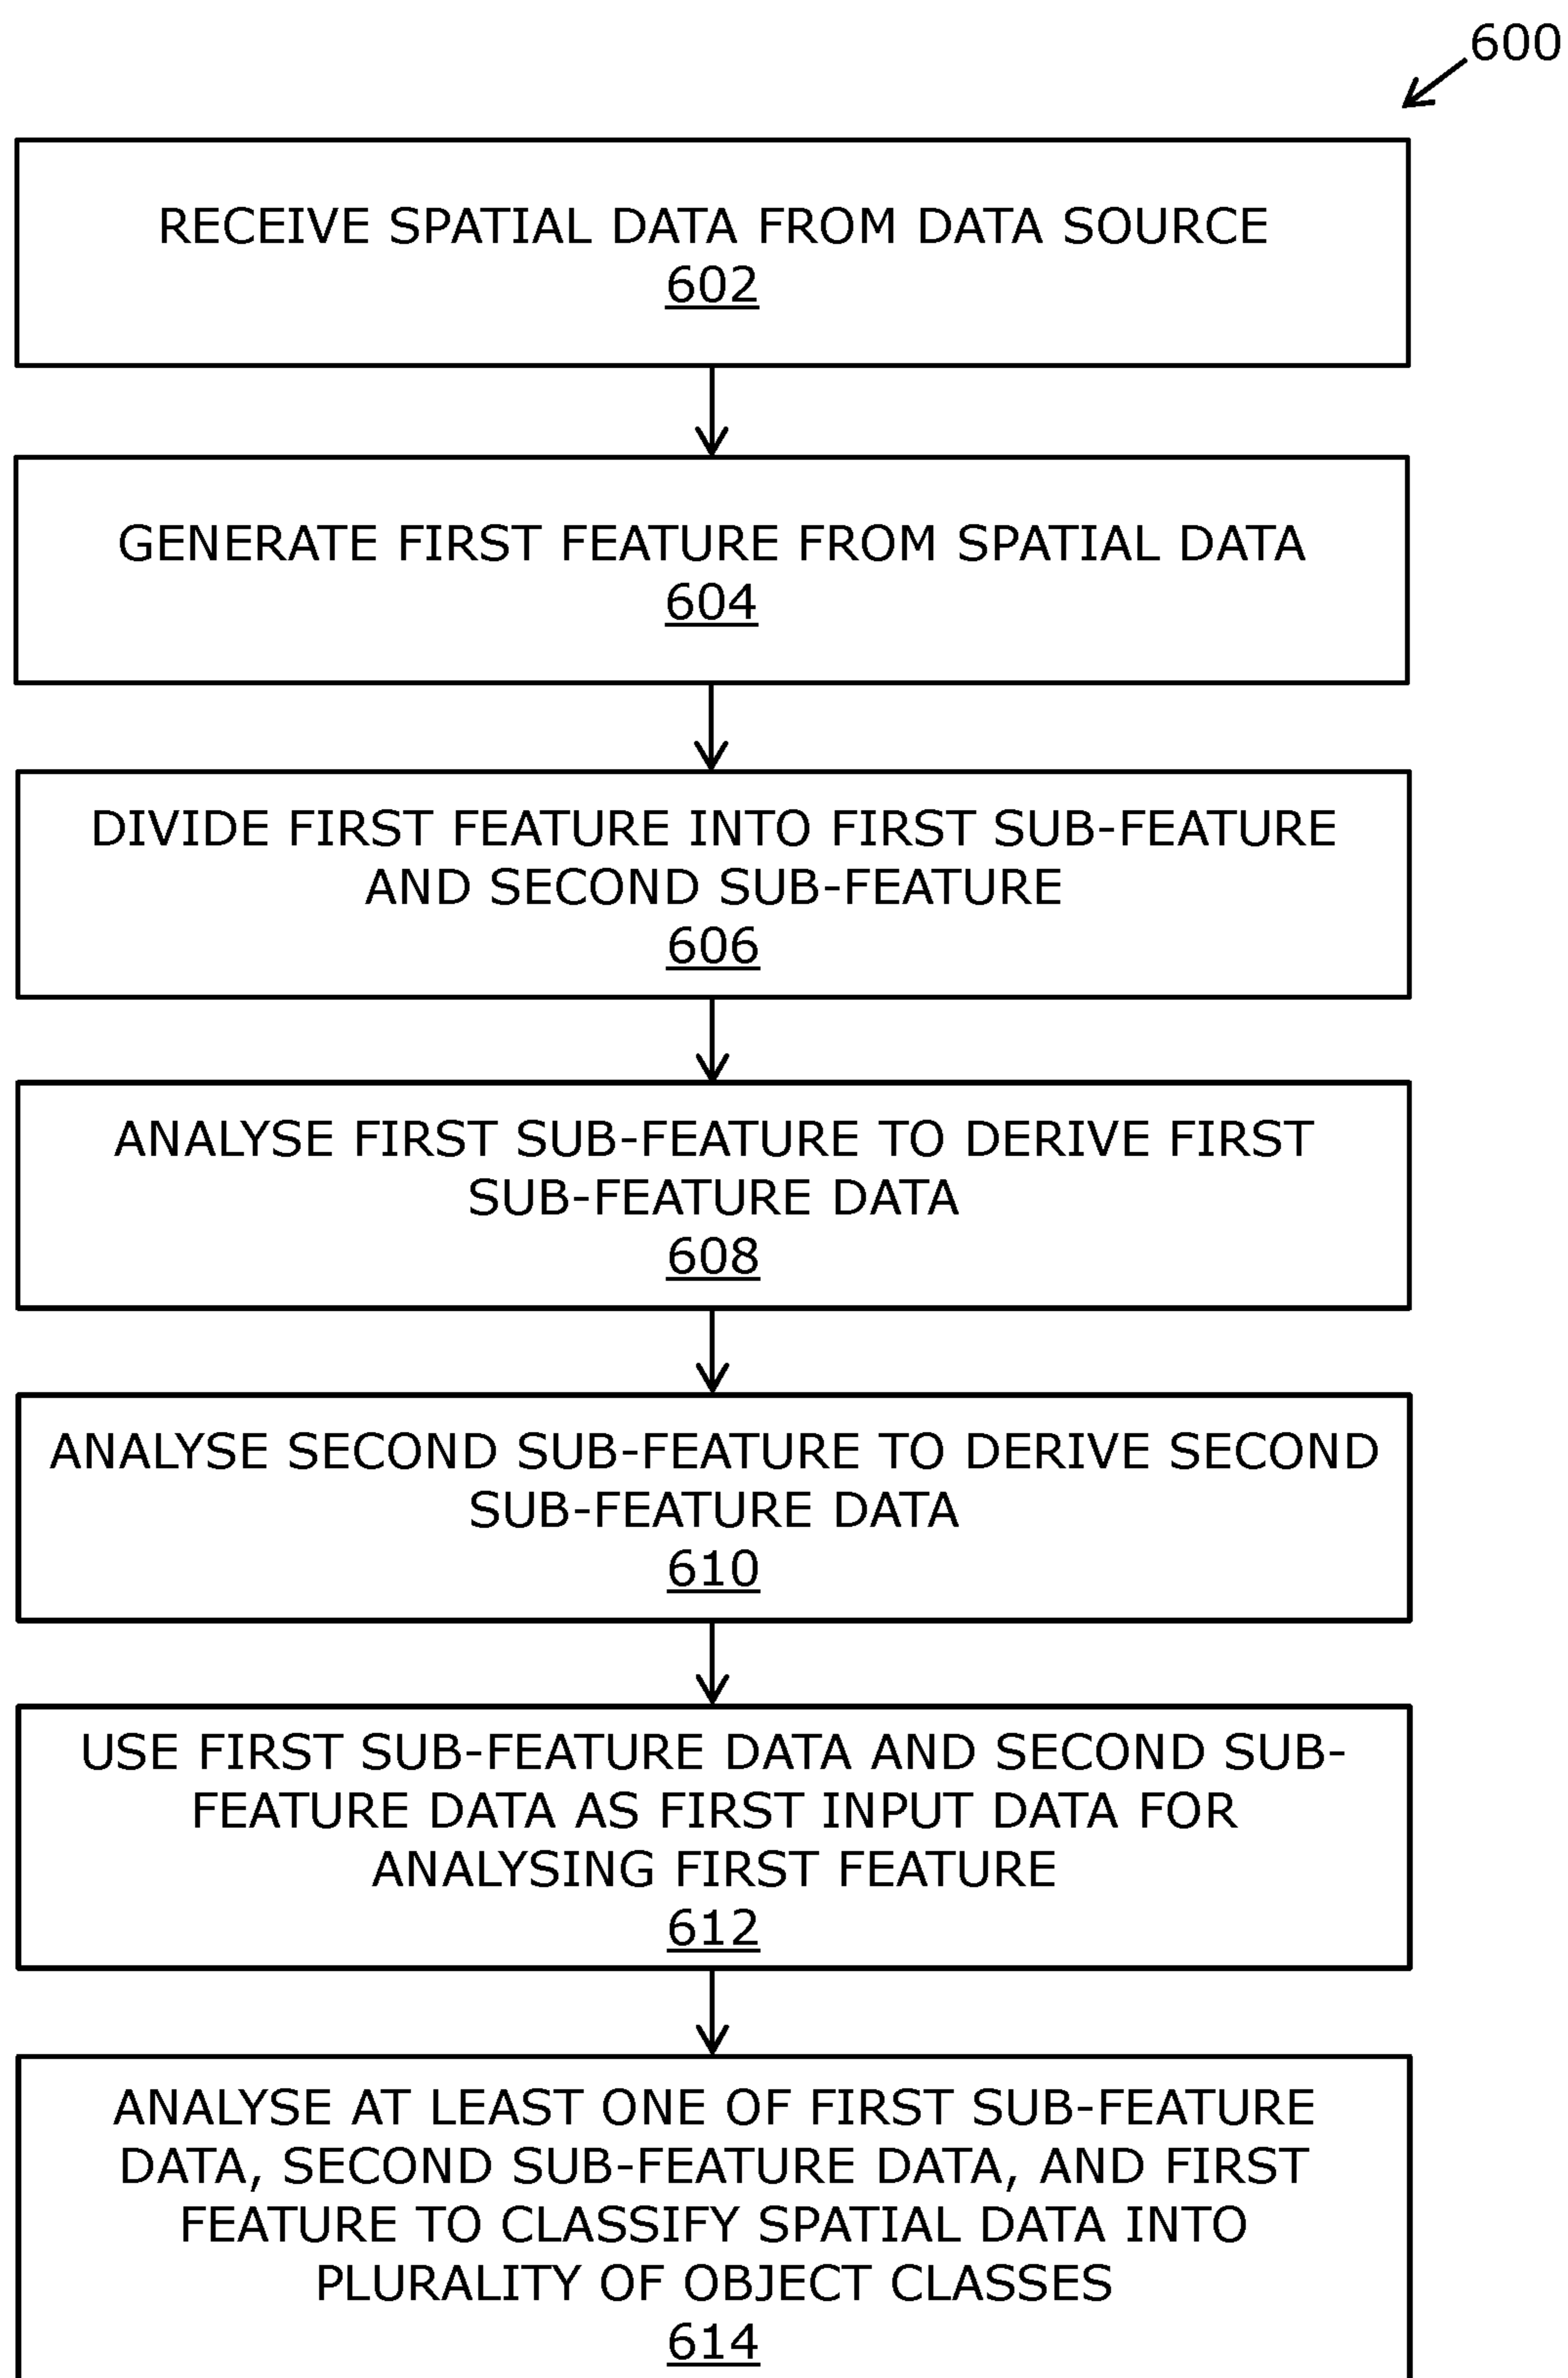 600
RECEIVE SPATIAL DATA FROM DATA SOURCE
602
GENERATE FIRST FEATURE FROM SPATIAL DATA
604
DIVIDE FIRST FEATURE INTO FIRST SUB-FEATURE
AND SECOND SUB-FEATURE
606
ANALYSE FIRST SUB-FEATURE TO DERIVE FIRST
SUB-FEATURE DATA
608
ANALYSE SECOND SUB-FEATURE TO DERIVE SECOND
SUB-FEATURE DATA
610
USE FIRST SUB-FEATURE DATA AND SECOND SUB-
FEATURE DATA AS FIRST INPUT DATA FOR
ANALYSING FIRST FEATURE
612
ANALYSE AT LEAST ONE OF FIRST SUB-FEATURE
DATA, SECOND SUB-FEATURE DATA, AND FIRST
FEATURE TO CLASSIFY SPATIAL DATA INTO
PLURALITY OF OBJECT CLASSES
614